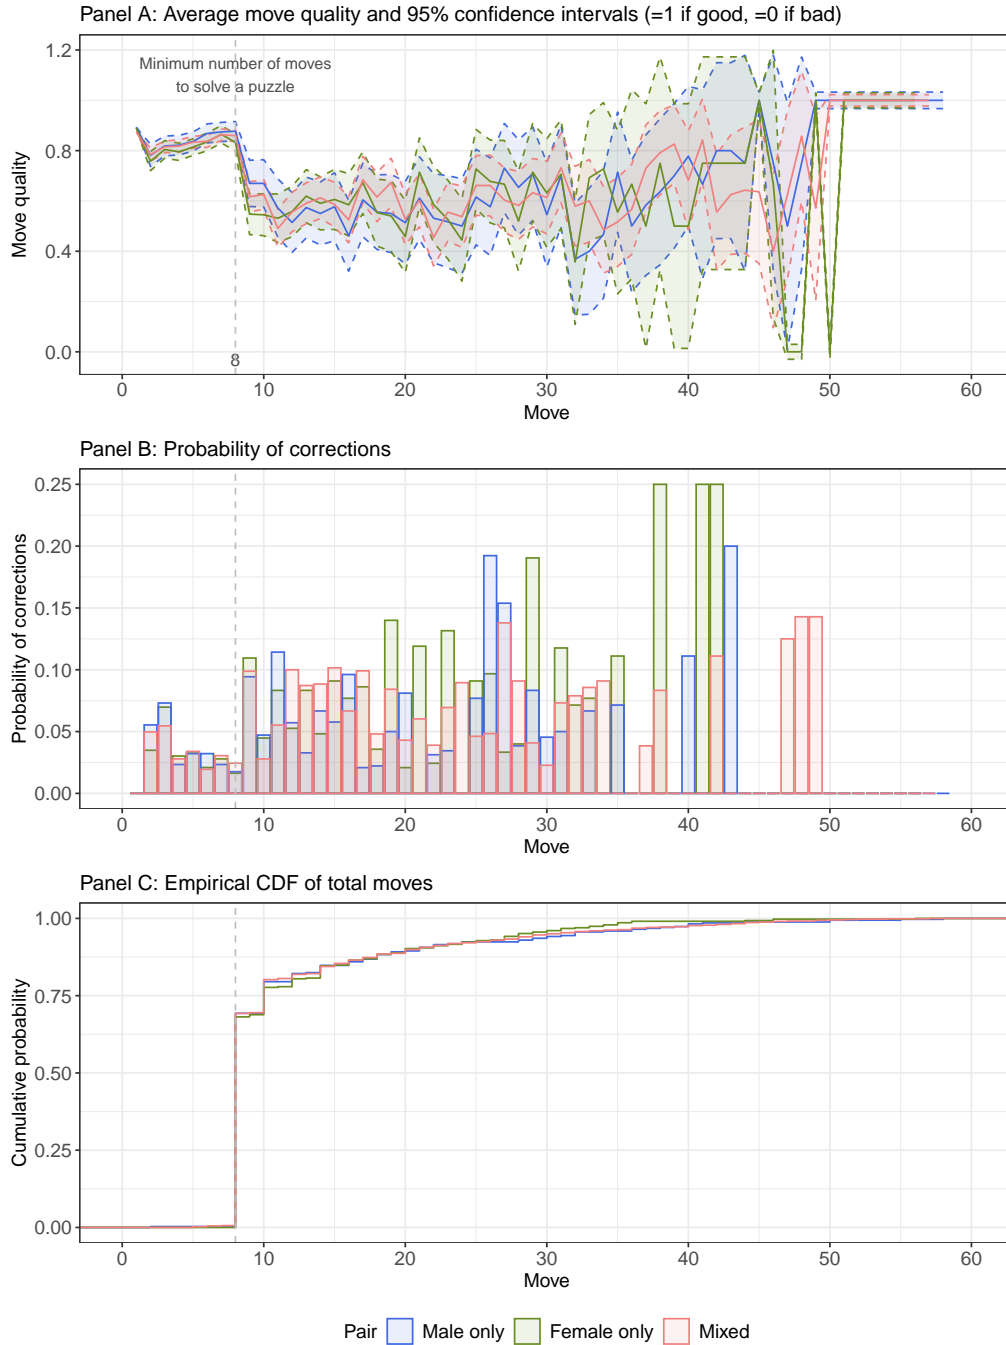 Panel A: Average move quality and 95% confidence intervals (=1 if good, =0 if bad)
Move quality
1.2
0.8
0.4
0.0
Minimum number of moves
to solve a puzzle
8
0 10 20 30 40 50 60
Move
Panel B: Probability of corrections
Probability of corrections
0.25
0.20
0.15
0.10
0.05
0.00
0 10 20 30 40 50 60
Move
Panel C: Empirical CDF of total moves
Cumulative probability
1.00
0.75
0.50
0.25
0.00
0 10 20 30 40 50 60
Move
Pair Male only Female only Mixed